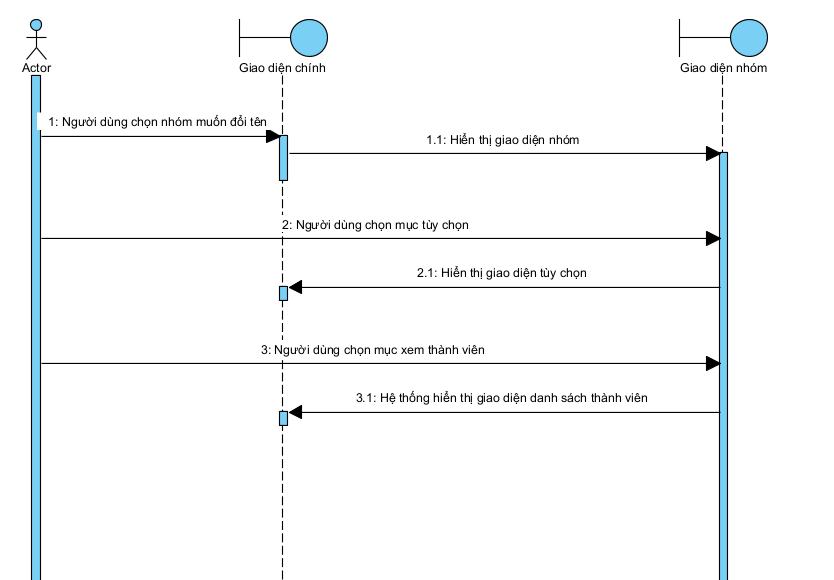 Actor
Giao diện chính
Giao diện nhóm
1: Người dùng chọn nhóm muốn đổi tên
1.1: Hiển thị giao diện nhóm
2: Người dùng chọn mục tùy chọn
2.1: Hiển thị giao diện tùy chọn
3: Người dùng chọn mục xem thành viên
3.1: Hệ thống hiển thị giao diện danh sách thành viên